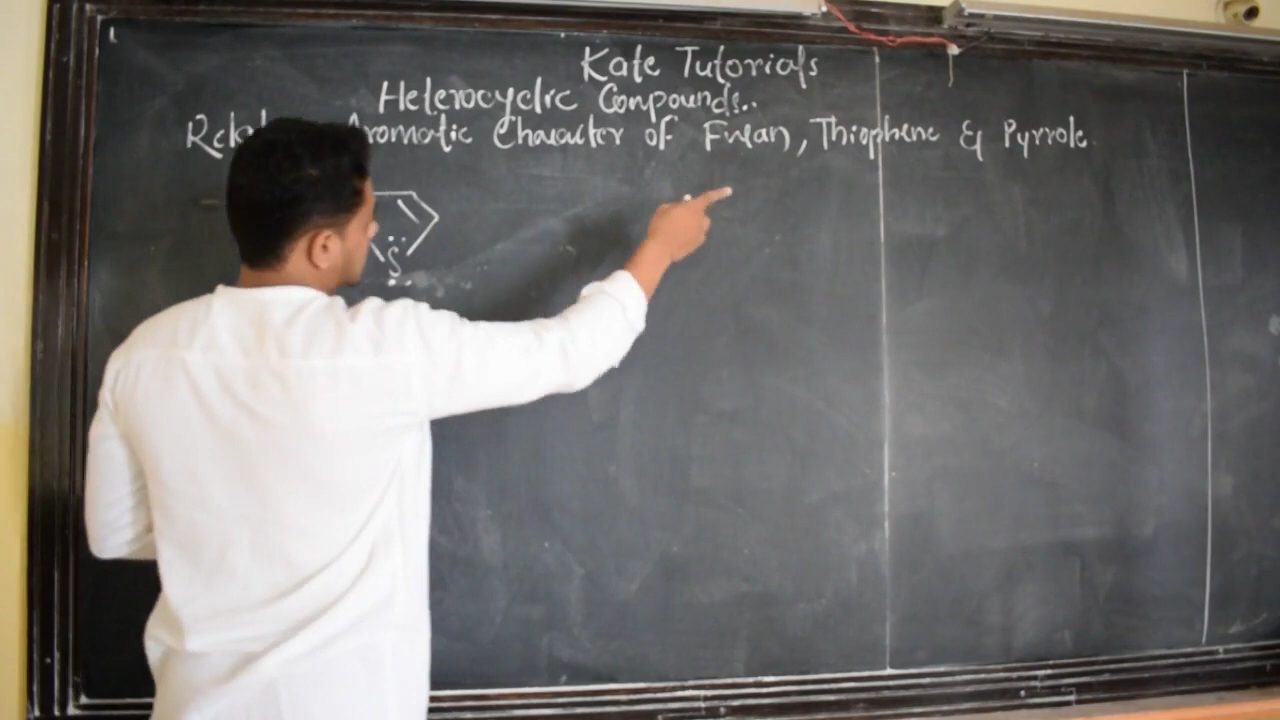 Kate Tutorials
Heterocyclic Compounds..
Aromatic Character of Furan, Thiophene & Pyrrole.
S